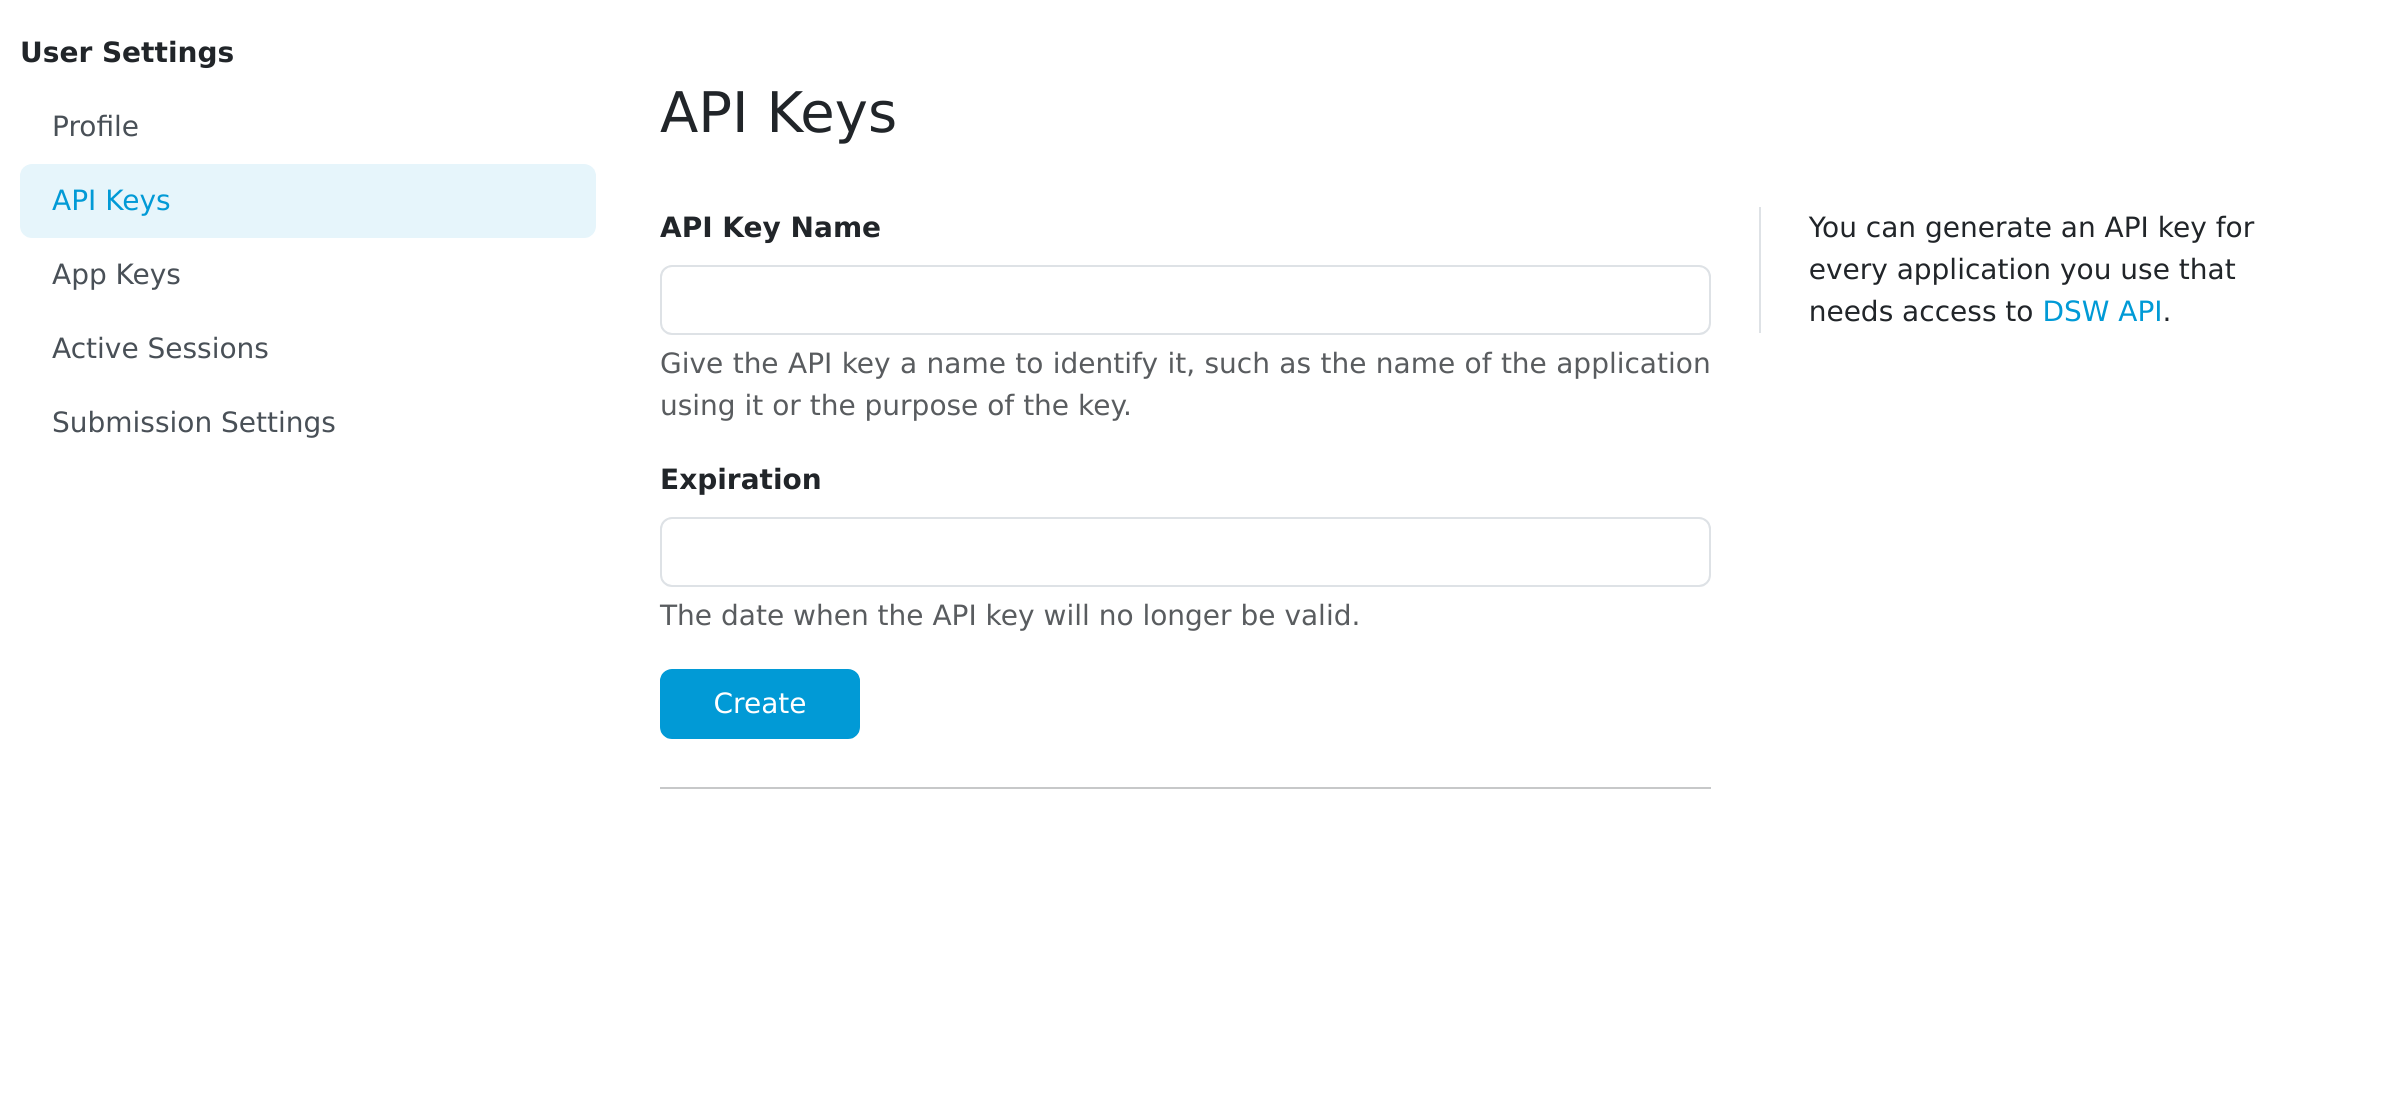 User Settings
Profile
API Keys
App Keys
Active Sessions
Submission Settings
API Keys
API Key Name
Give the API key a name to identify it, such as the name of the application
using it or the purpose of the key.
Expiration
The date when the API key will no longer be valid.
Create
You can generate an API key for
every application you use that
needs access to DSW API.